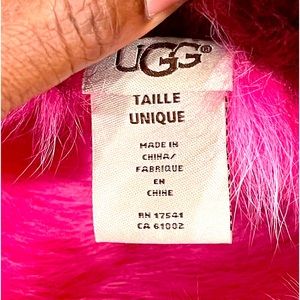 UGG®
TAILLE
UNIQUE
MADE IN
CHINA/
FABRIQUE
EN
CHINE
RN 17541
CA 61002